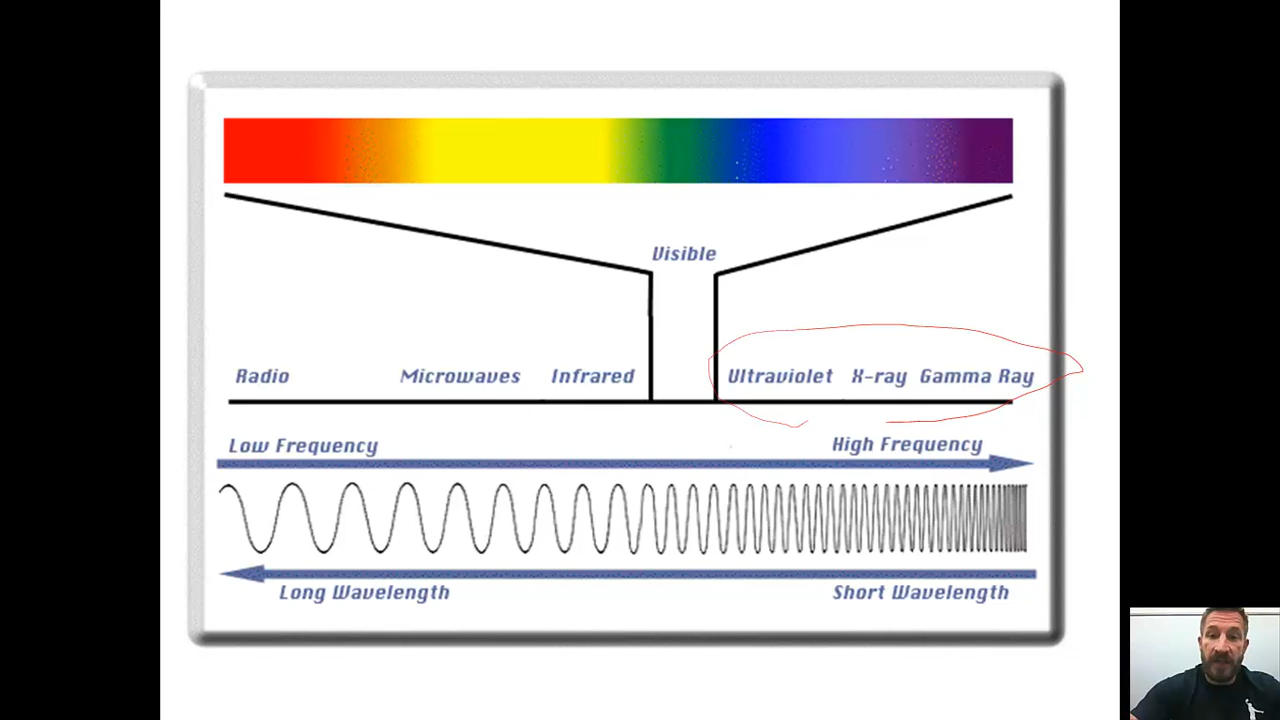 Visible
Radio Microwaves Infrared Ultraviolet X-ray Gamma Ray
Low Frequency High Frequency
Long Wavelength Short Wavelength